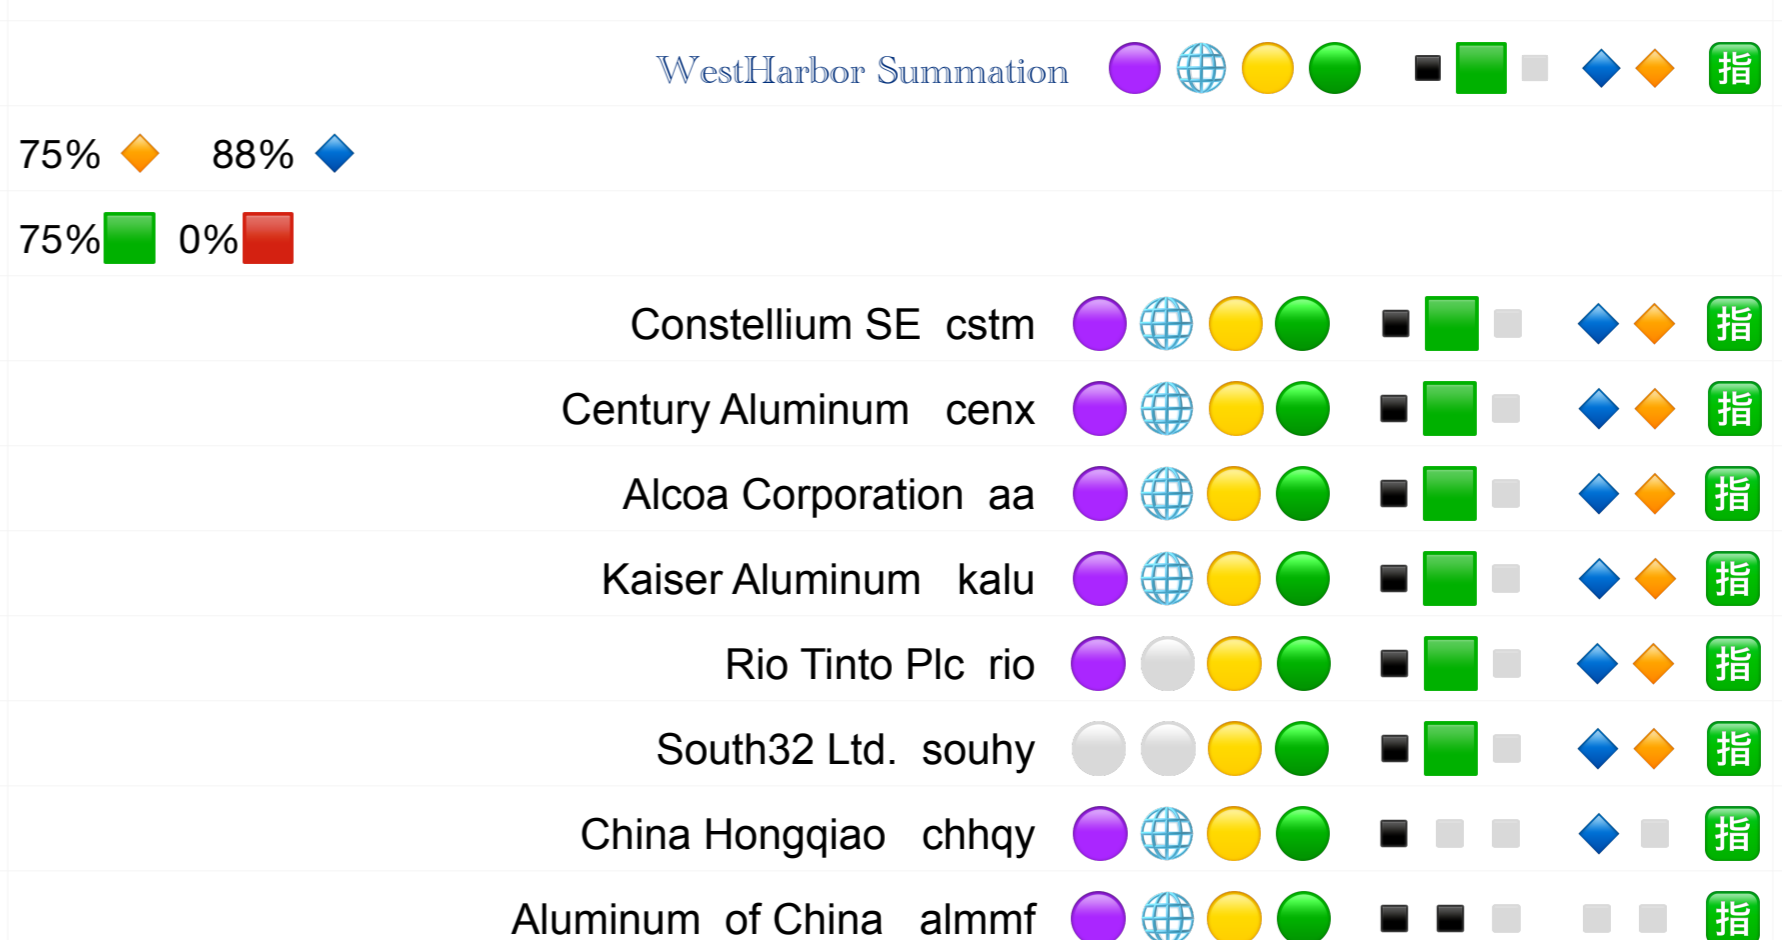 WestHarbor Summation 指
75% 88%
75% 0%
Constellium SE cstm 指
Century Aluminum cenx 指
Alcoa Corporation aa 指
Kaiser Aluminum kalu 指
Rio Tinto Plc rio 指
South32 Ltd. souhy 指
China Hongqiao chhqy 指
Aluminum of China almmf 指